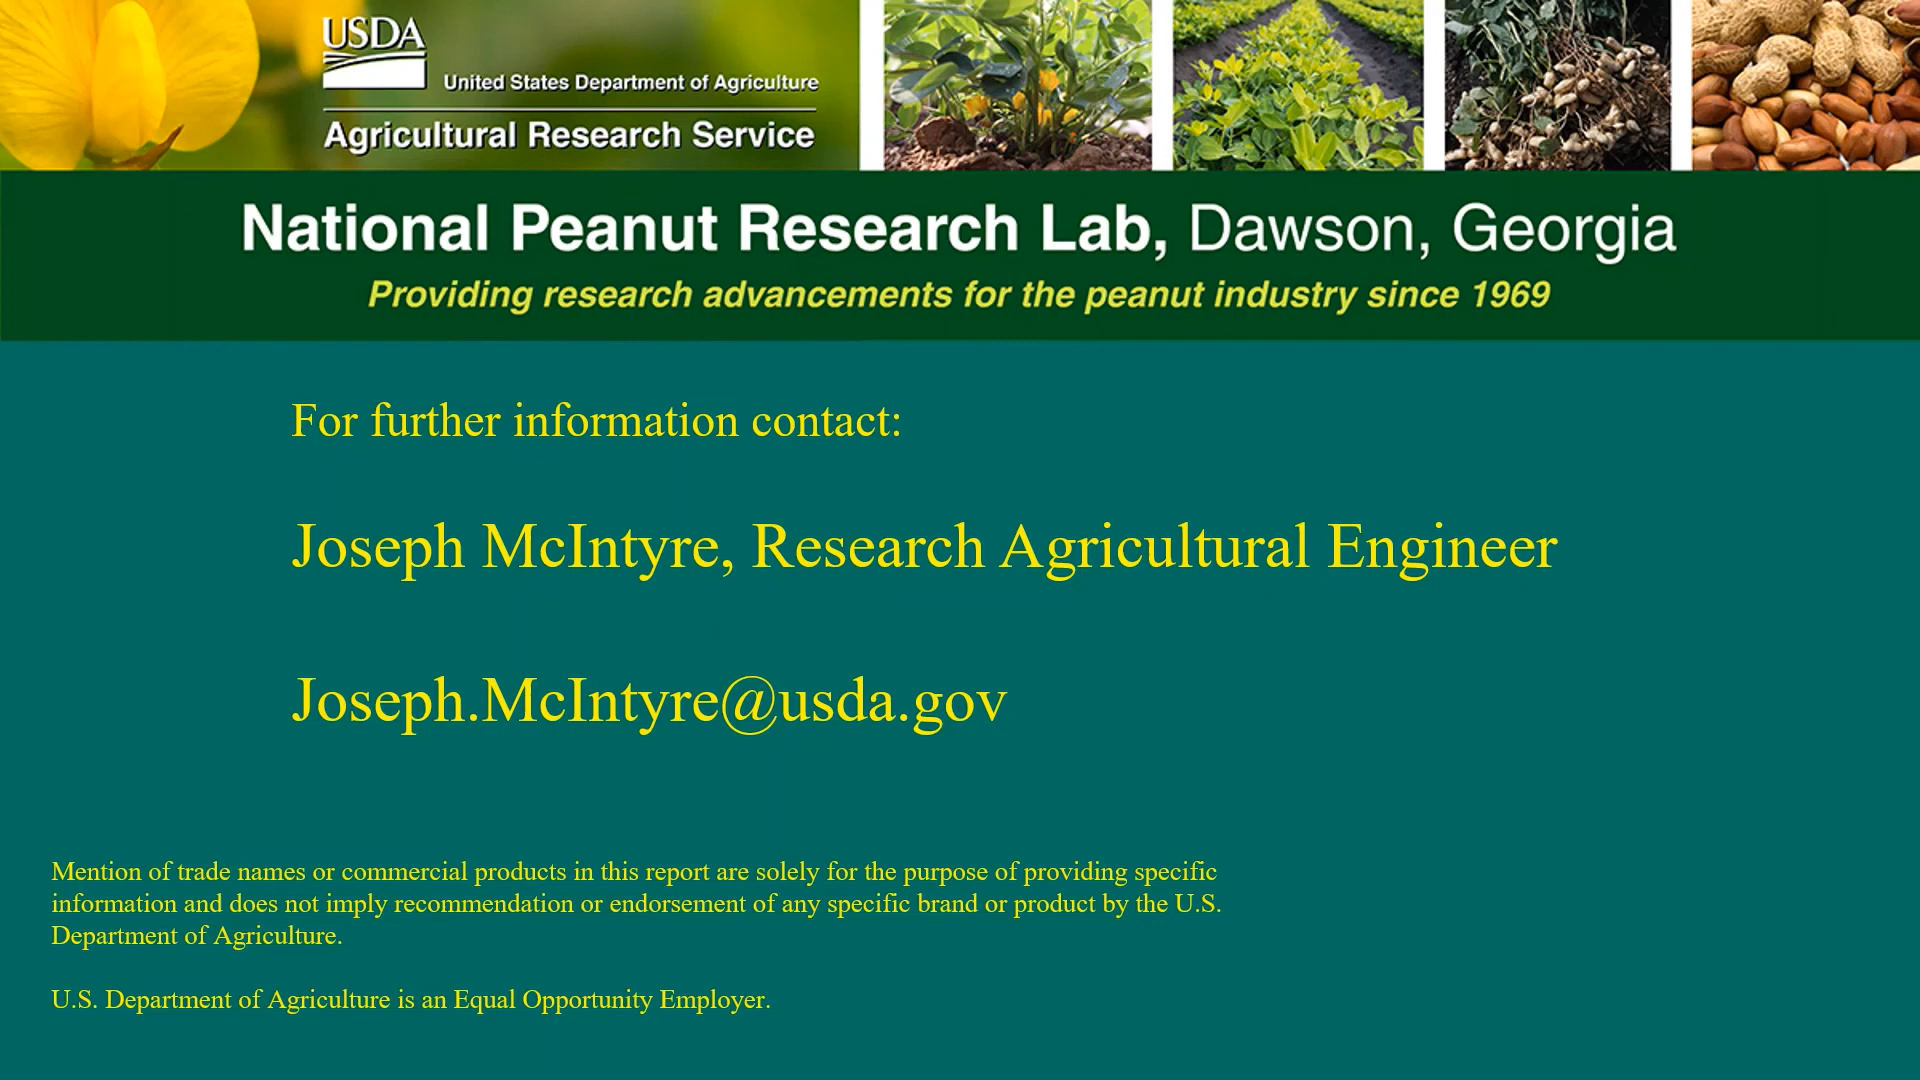 USDA
United States Department of Agriculture
Agricultural Research Service
National Peanut Research Lab, Dawson, Georgia
Providing research advancements for the peanut industry since 1969
For further information contact:
Joseph McIntyre, Research Agricultural Engineer
Joseph.McIntyre@usda.gov
Mention of trade names or commercial products in this report are solely for the purpose of providing specific
information and does not imply recommendation or endorsement of any specific brand or product by the U.S.
Department of Agriculture.
U.S. Department of Agriculture is an Equal Opportunity Employer.